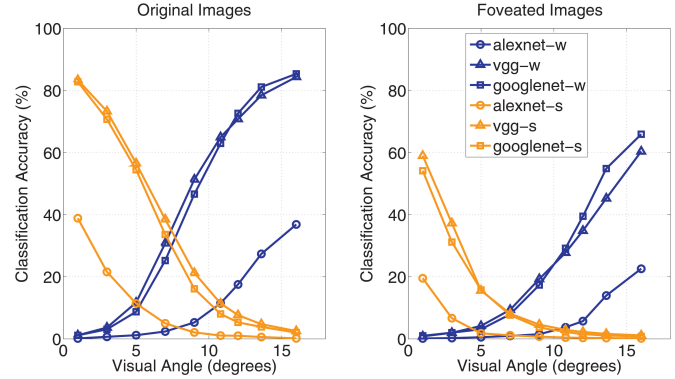 Original Images
Foveated Images
Classification Accuracy (%)
100
80
60
40
20
0
0
5
10
15
Visual Angle (degrees)
Classification Accuracy (%)
100
80
60
40
20
0
0
5
10
15
Visual Angle (degrees)
alexnet-w
vgg-w
googlenet-w
alexnet-s
vgg-s
googlenet-s